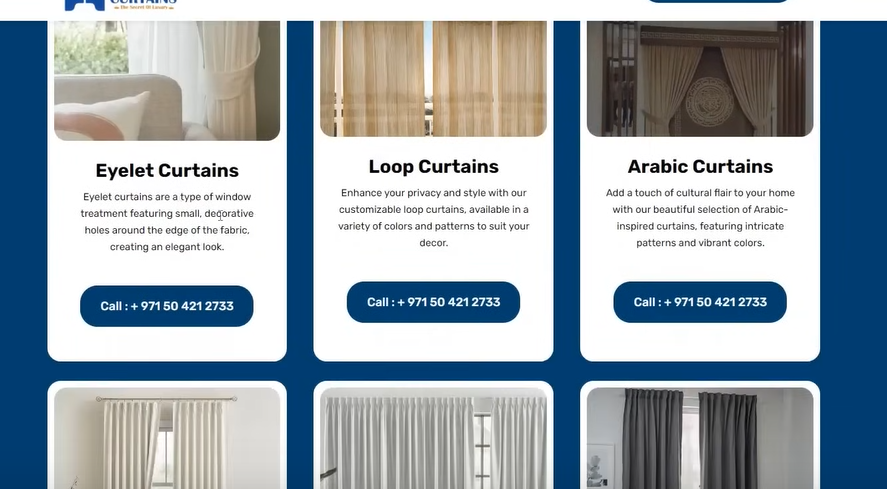 CURTAINS
the Secret Of Luxury
Eyelet Curtains
Eyelet curtains are a type of window
treatment featuring small, decorative
holes around the edge of the fabric,
creating an elegant look.
Call : + 971 50 421 2733
Loop Curtains
Enhance your privacy and style with our
customizable loop curtains, available in a
variety of colors and patterns to suit your
decor.
Call : + 971 50 421 2733
Arabic Curtains
Add a touch of cultural flair to your home
with our beautiful selection of Arabic-
inspired curtains, featuring intricate
patterns and vibrant colors.
Call : + 971 50 421 2733